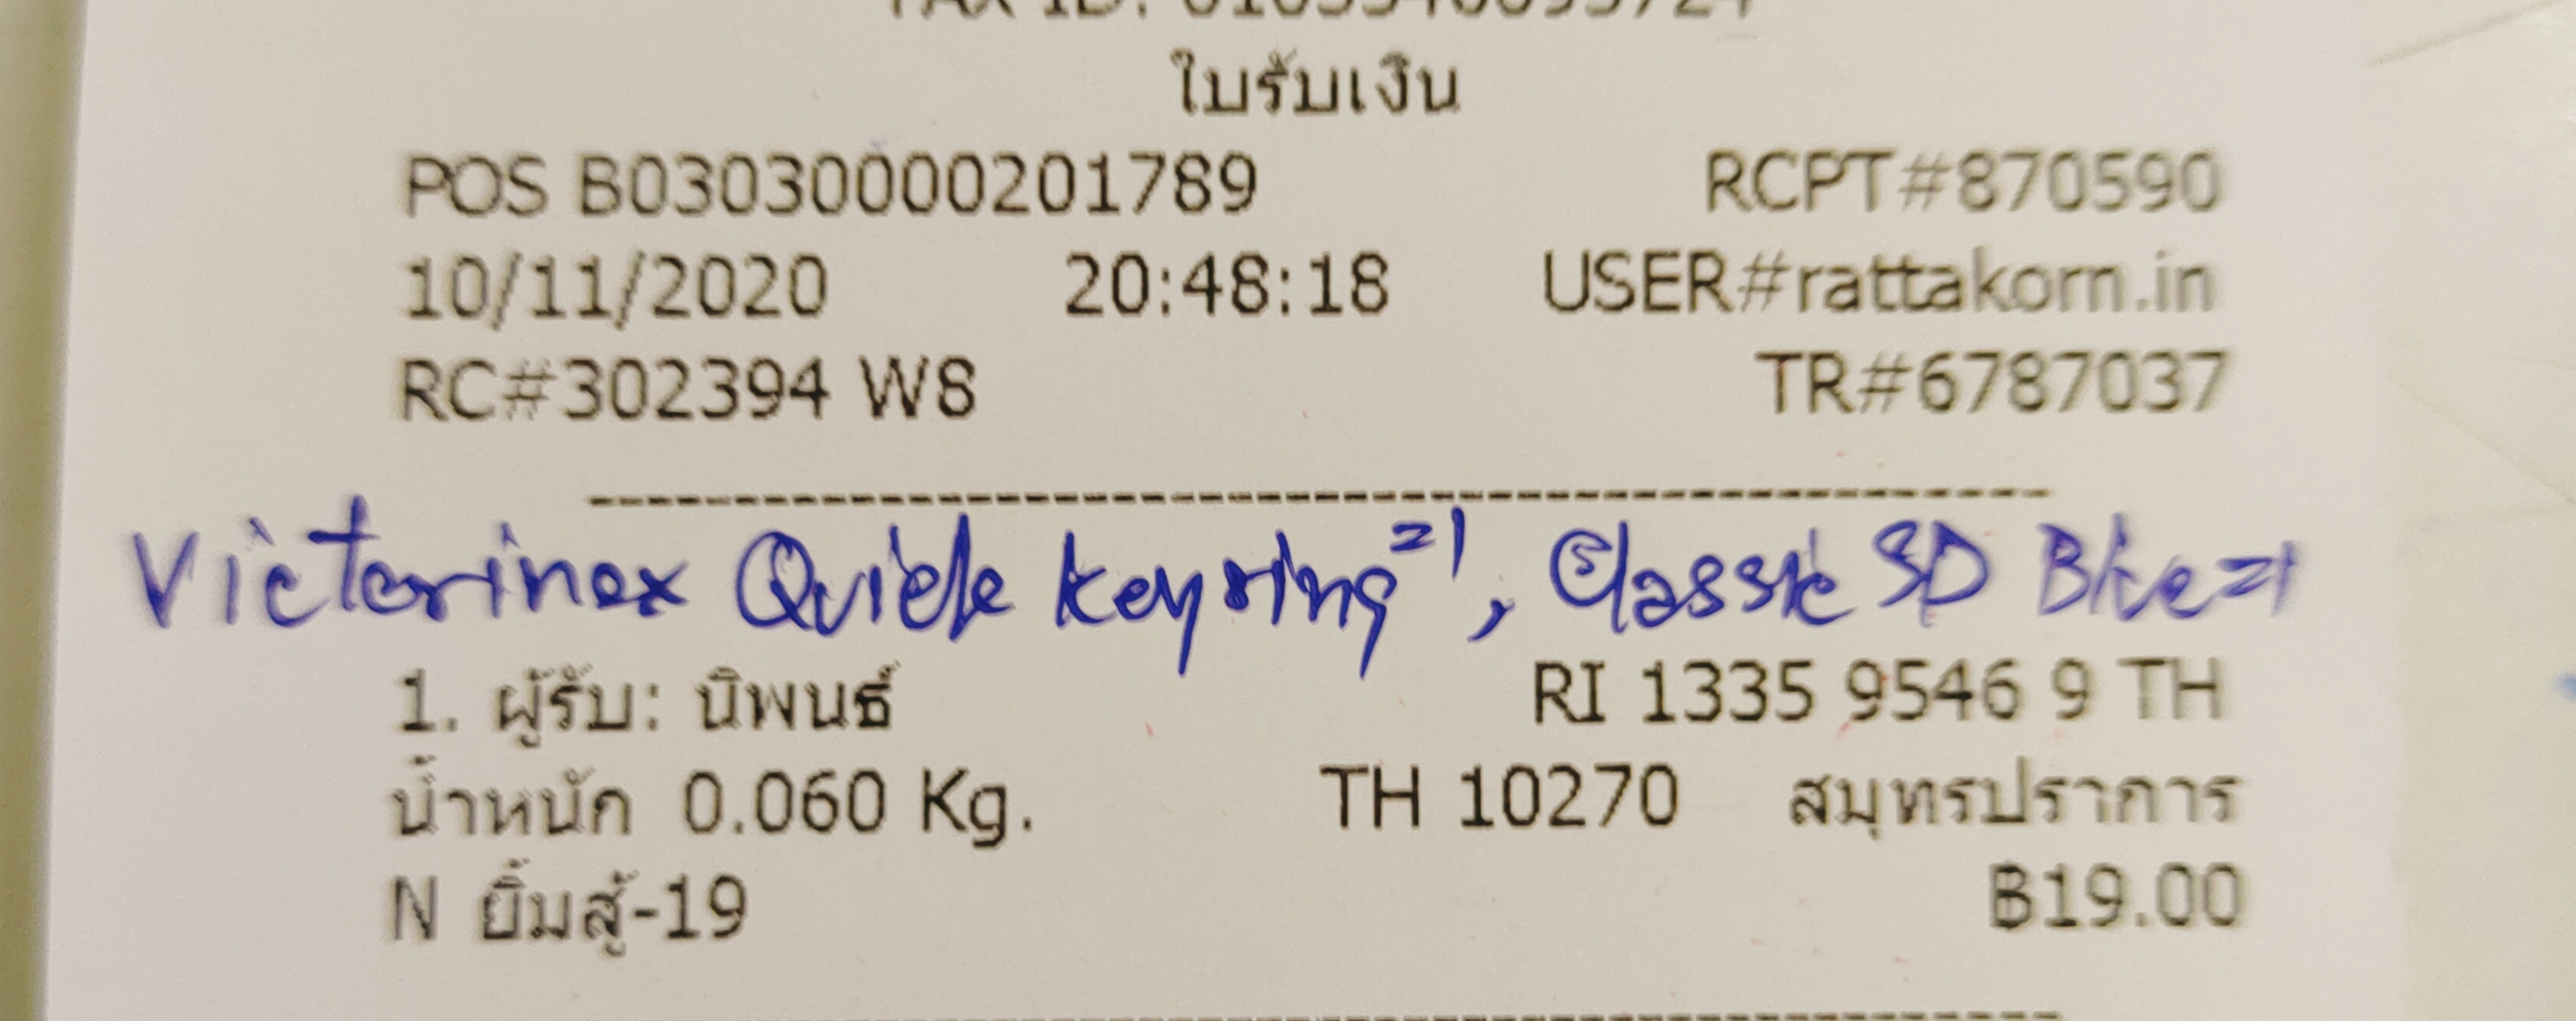 TAX ID:
ใบรับเงิน
POS B03030000201789 RCPT#870590
10/11/2020 20:48:18 USER#rattakorn.in
RC#302394 W8 TR#6787037
Victorinox Quick keyring =1, Classic SD Blue =1
1. ผู้รับ: นิพนธ์ RI 1335 9546 9 TH
น้ำหนัก 0.060 Kg. TH 10270 สมุทรปราการ
N ยิ้มสู้-19 ฿19.00